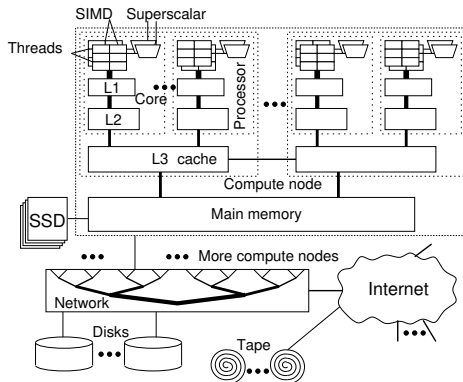 SIMD Superscalar
Threads
L1
Core
Processor
L2
L3 cache
Compute node
SSD
Main memory
More compute nodes
Network
Internet
Disks
Tape